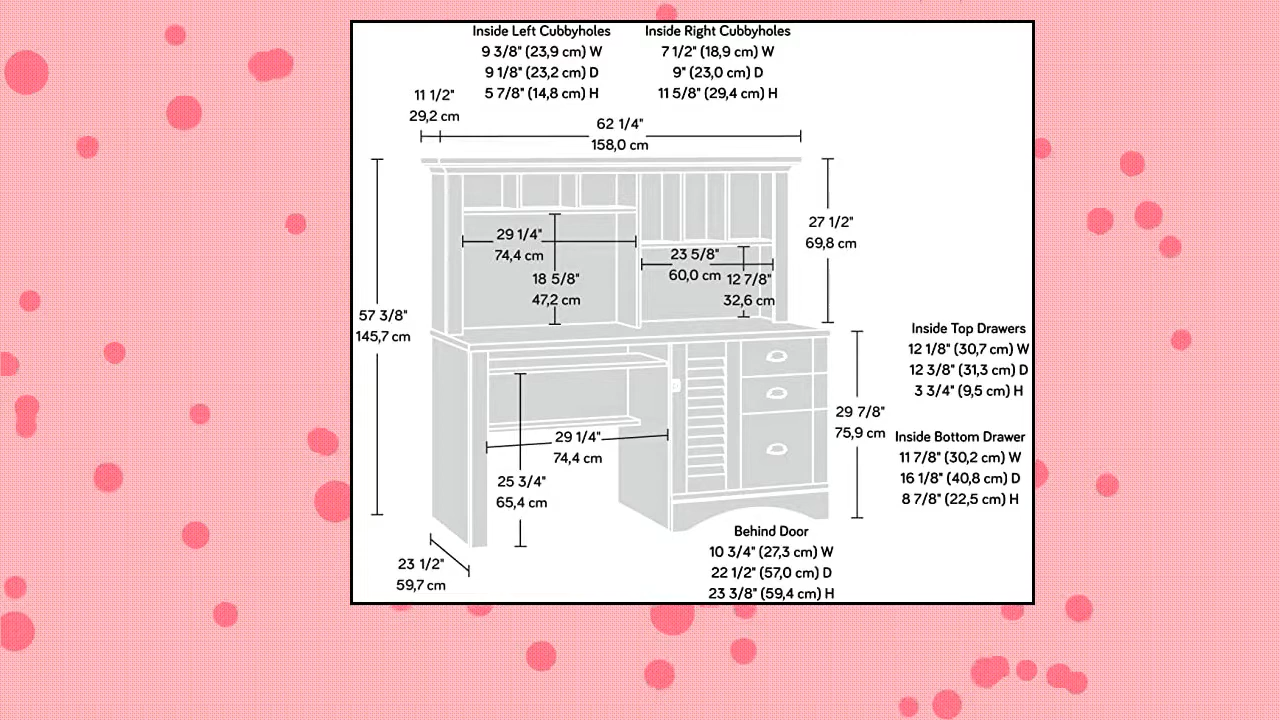 Inside Left Cubbyholes
9 3/8" (23,9 cm) W
9 1/8" (23,2 cm) D
5 7/8" (14,8 cm) H
Inside Right Cubbyholes
7 1/2" (18,9 cm) W
9" (23,0 cm) D
11 5/8" (29,4 cm) H
11 1/2"
29,2 cm
62 1/4"
158,0 cm
27 1/2"
69,8 cm
29 1/4"
74,4 cm
18 5/8"
47,2 cm
23 5/8"
60,0 cm
12 7/8"
32,6 cm
57 3/8"
145,7 cm
Inside Top Drawers
12 1/8" (30,7 cm) W
12 3/8" (31,3 cm) D
3 3/4" (9,5 cm) H
29 7/8"
75,9 cm
Inside Bottom Drawer
11 7/8" (30,2 cm) W
16 1/8" (40,8 cm) D
8 7/8" (22,5 cm) H
29 1/4"
74,4 cm
25 3/4"
65,4 cm
23 1/2"
59,7 cm
Behind Door
10 3/4" (27,3 cm) W
22 1/2" (57,0 cm) D
23 3/8" (59,4 cm) H